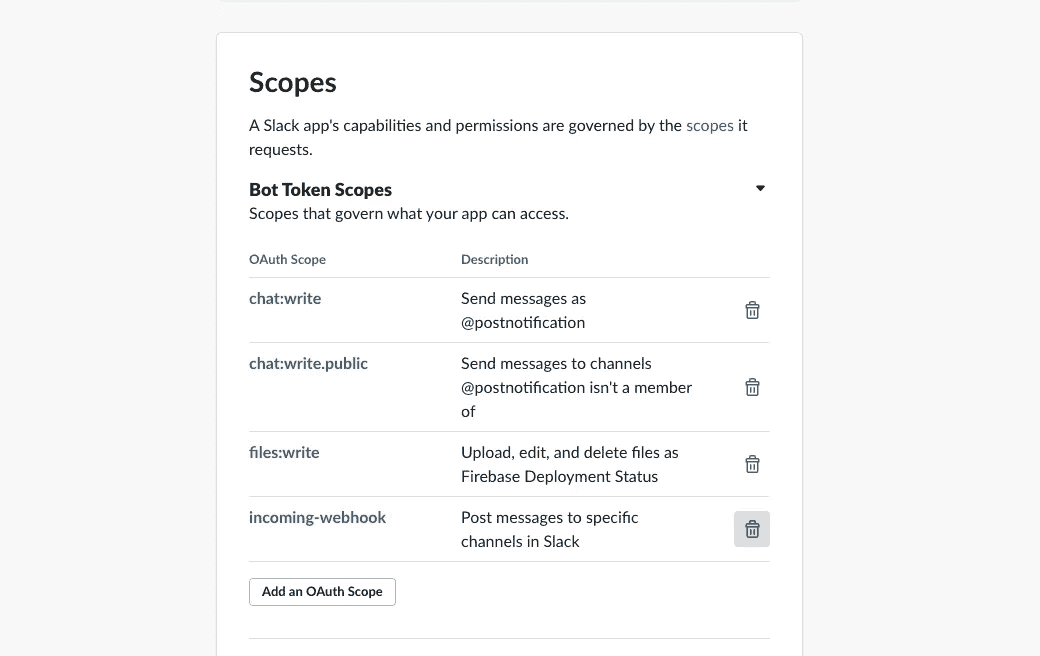 Scopes
A Slack app's capabilities and permissions are governed by the scopes it
requests.
Bot Token Scopes
Scopes that govern what your app can access.
OAuth Scope
Description
chat:write
Send messages as
@postnotification
chat:write.public
Send messages to channels
@postnotification isn't a member
of
files:write
Upload, edit, and delete files as
Firebase Deployment Status
incoming-webhook
Post messages to specific
channels in Slack
Add an OAuth Scope